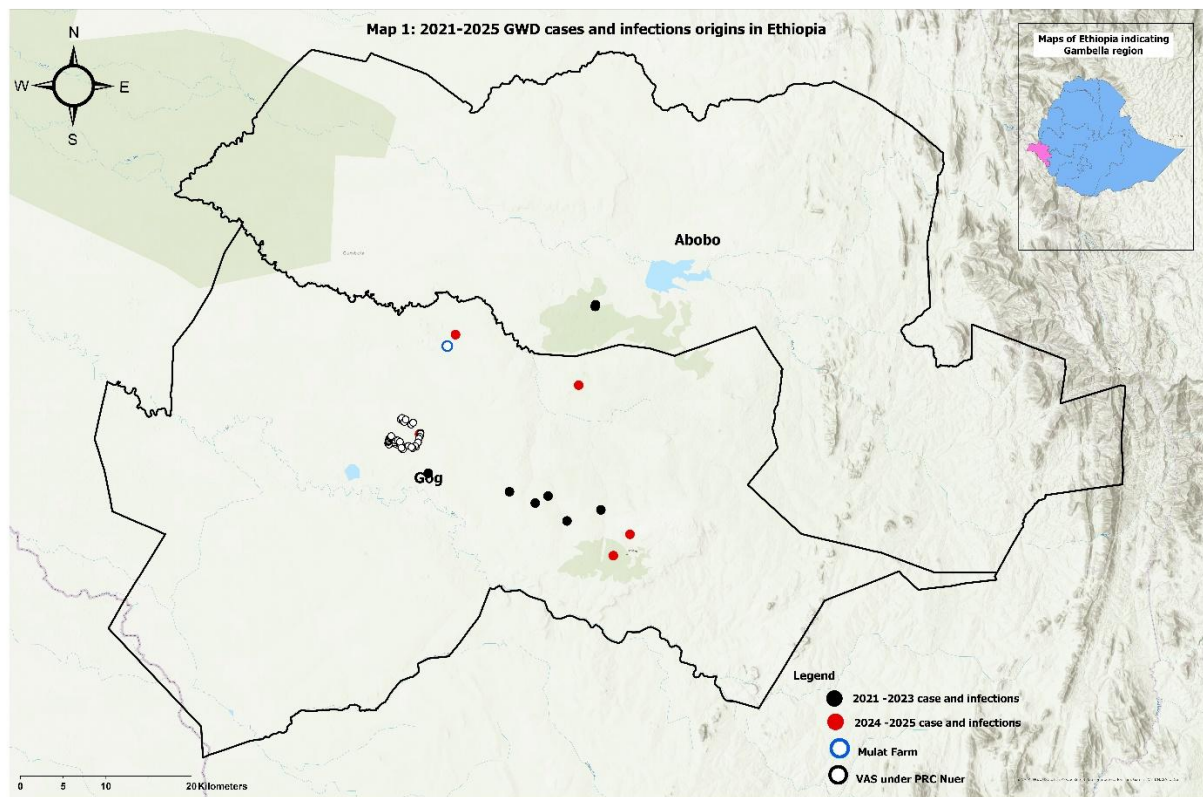 Map 1: 2021-2025 GWD cases and infections origins in Ethiopia
Maps of Ethiopia indicating
Gambella region
N
W
E
S
Abobo
Gog
Legend
2021 -2023 case and infections
2024 -2025 case and infections
Mulat Farm
VAS under PRC Nuer
0 5 10 20 Kilometers